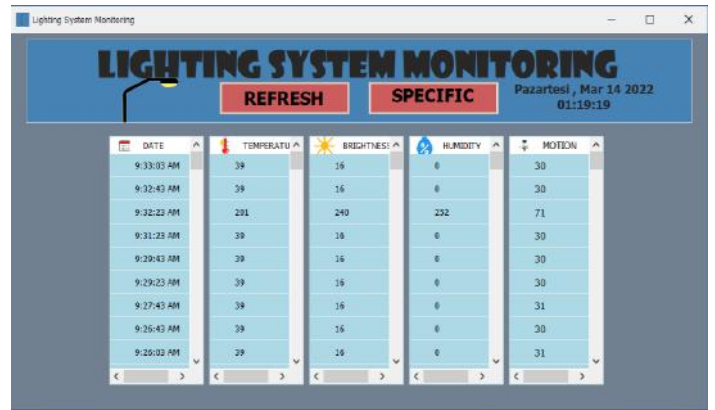 Lighting System Monitoring
LIGHTING SYSTEM MONITORING
REFRESH SPECIFIC
Pazartesi , Mar 14 2022
01:19:19
DATE TEMPERATU BRIGHTNESS HUMIDITY MOTION
9:33:03 AM 39 16 0 30
9:32:43 AM 39 16 0 30
9:32:23 AM 201 240 252 71
9:31:23 AM 39 16 0 30
9:29:43 AM 39 16 0 30
9:29:23 AM 39 16 0 30
9:27:43 AM 39 16 0 31
9:26:43 AM 39 16 0 30
9:26:03 AM 39 16 0 31